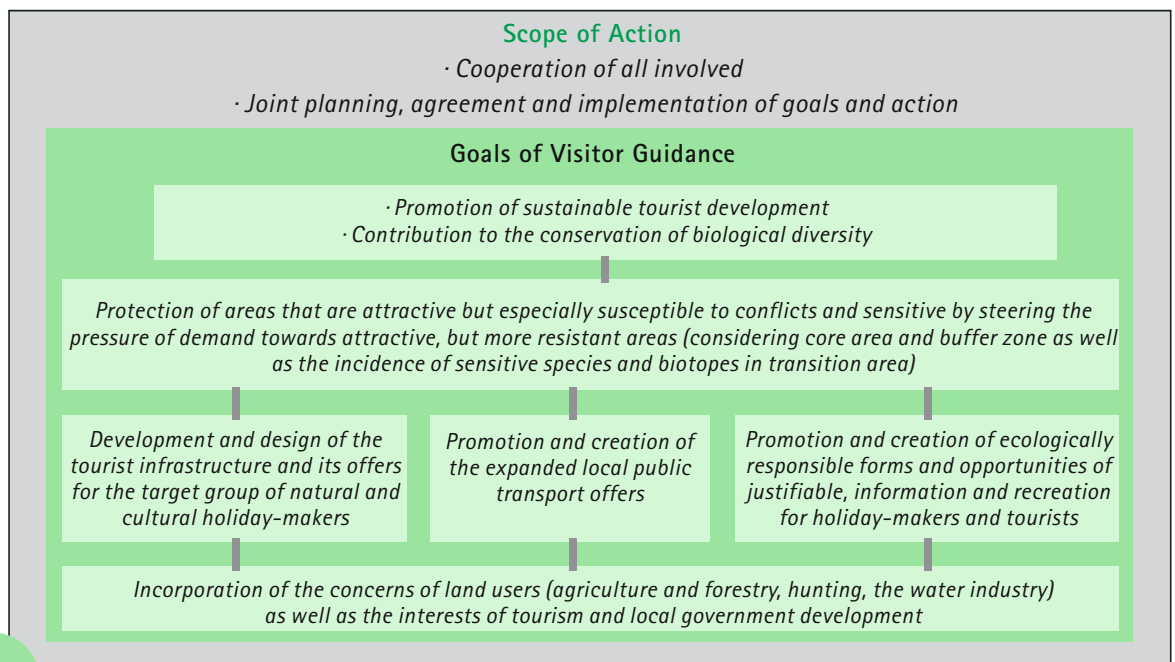 Scope of Action
· Cooperation of all involved
· Joint planning, agreement and implementation of goals and action
Goals of Visitor Guidance
· Promotion of sustainable tourist development
· Contribution to the conservation of biological diversity
Protection of areas that are attractive but especially susceptible to conflicts and sensitive by steering the
pressure of demand towards attractive, but more resistant areas (considering core area and buffer zone as well
as the incidence of sensitive species and biotopes in transition area)
Development and design of the
tourist infrastructure and its offers
for the target group of natural and
cultural holiday-makers
Promotion and creation of
the expanded local public
transport offers
Promotion and creation of ecologically
responsible forms and opportunities of
justifiable, information and recreation
for holiday-makers and tourists
Incorporation of the concerns of land users (agriculture and forestry, hunting, the water industry)
as well as the interests of tourism and local government development